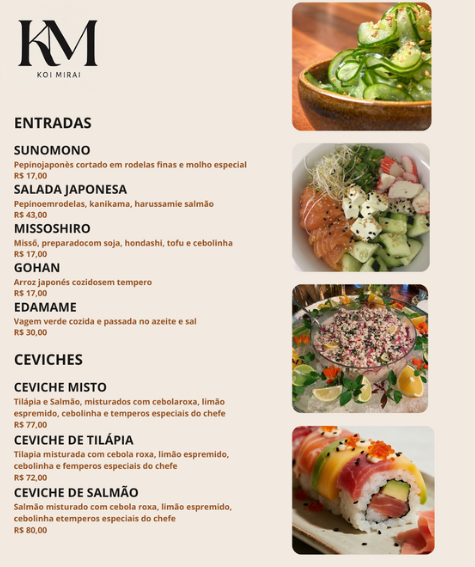 KM
KOI MIRAI
ENTRADAS
SUNOMONO
Pepinojaponès cortado em rodelas finas e molho especial
R$ 17,00
SALADA JAPONESA
Pepinoemrodelas, kanikama, harussamie salmão
R$ 43,00
MISSOSHIRO
Missô, preparadocom soja, hondashi, tofu e cebolinha
R$ 17,00
GOHAN
Arroz japonés cozidosem tempero
R$ 17,00
EDAMAME
Vagem verde cozida e passada no azeite e sal
R$ 30,00
CEVICHES
CEVICHE MISTO
Tilápia e Salmão, misturados com cebolaroxa, limão
espremido, cebolinha e temperos especiais do chefe
R$ 77,00
CEVICHE DE TILÁPIA
Tilapia misturada com cebola roxa, limão espremido,
cebolinha e femperos especiais do chefe
R$ 72,00
CEVICHE DE SALMÃO
Salmão misturado com cebola roxa, limão espremido,
cebolinha etemperos especiais do chefe
R$ 80,00